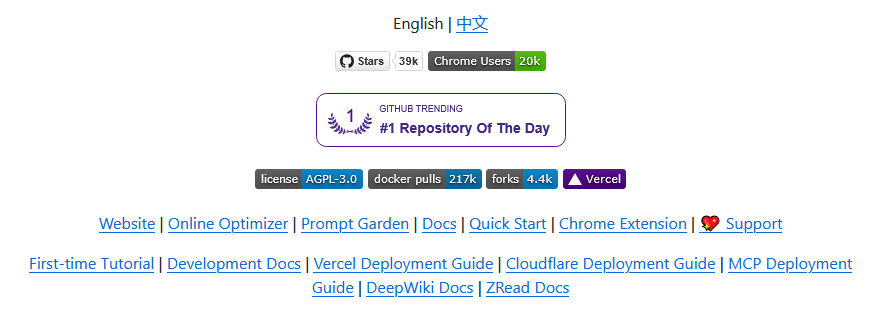 English | 中文
Stars 39k Chrome Users 20k
1 GITHUB TRENDING
#1 Repository Of The Day
license AGPL-3.0 docker pulls 217k forks 4.4k Vercel
Website | Online Optimizer | Prompt Garden | Docs | Quick Start | Chrome Extension | 💖 Support
First-time Tutorial | Development Docs | Vercel Deployment Guide | Cloudflare Deployment Guide | MCP Deployment
Guide | DeepWiki Docs | ZRead Docs